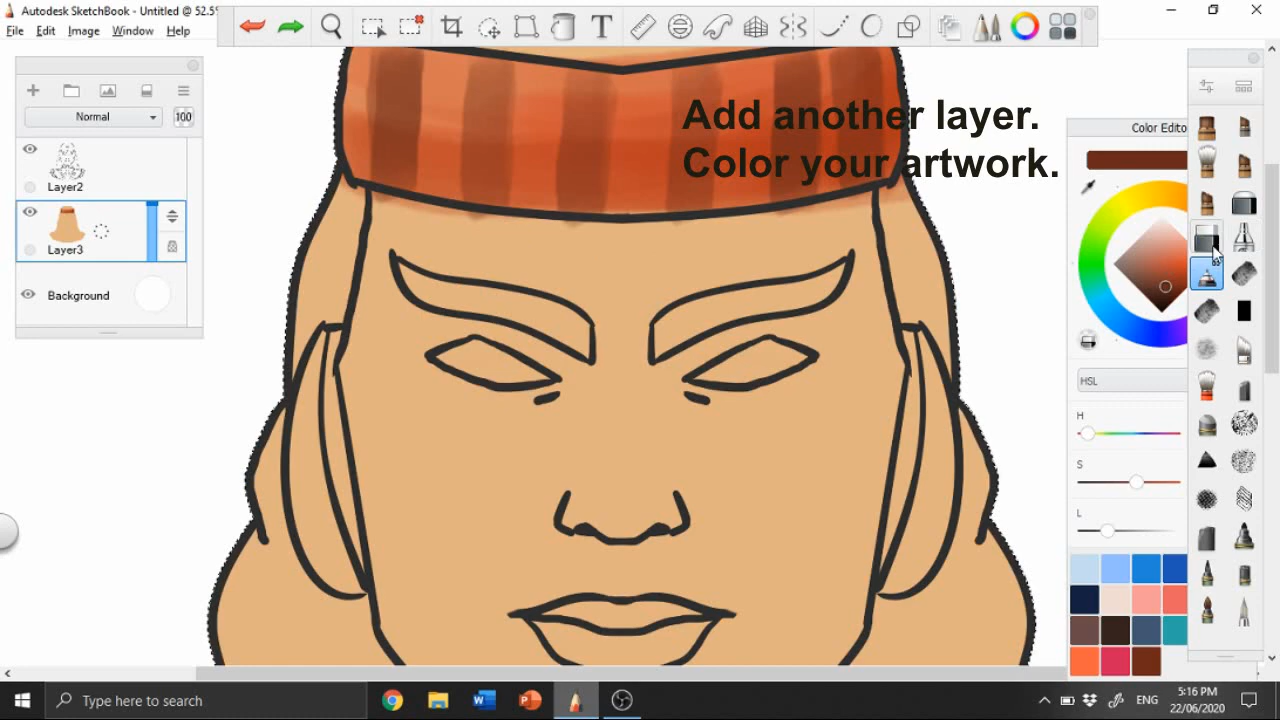 Autodesk SketchBook - Untitled @ 52.5%
File Edit Image Window Help
T
Normal
100
Layer2
Layer3
Background
Add another layer.
Color your artwork.
Color Edito
HSL
H
S
L
Type here to search
ENG
5:16 PM
22/06/2020